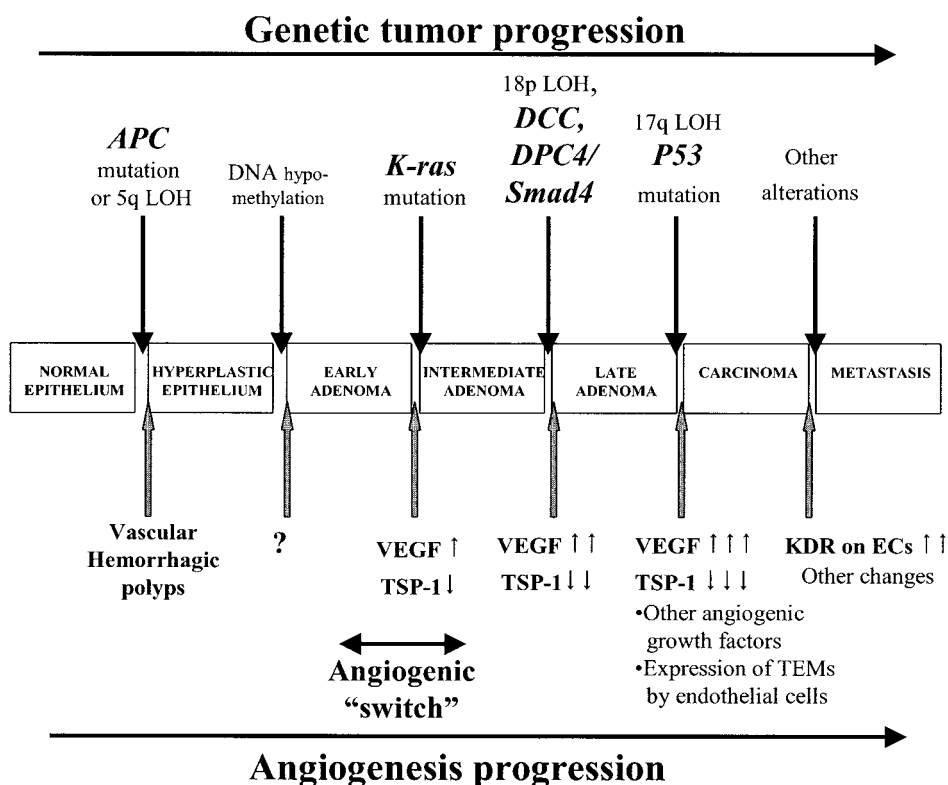 Genetic tumor progression
APC
mutation
or 5q LOH
DNA hypo-
methylation
K-ras
mutation
18p LOH,
DCC,
DPC4/
Smad4
17q LOH
P53
mutation
Other
alterations
NORMAL
EPITHELIUM
HYPERPLASTIC
EPITHELIUM
EARLY
ADENOMA
INTERMEDIATE
ADENOMA
LATE
ADENOMA
CARCINOMA
METASTASIS
Vascular
Hemorrhagic
polyps
?
VEGF ↑
TSP-1 ↓
VEGF ↑ ↑
TSP-1 ↓ ↓
VEGF ↑ ↑ ↑
TSP-1 ↓ ↓ ↓
•Other angiogenic
growth factors
•Expression of TEMs
by endothelial cells
KDR on ECs ↑ ↑
Other changes
Angiogenic
“switch”
Angiogenesis progression